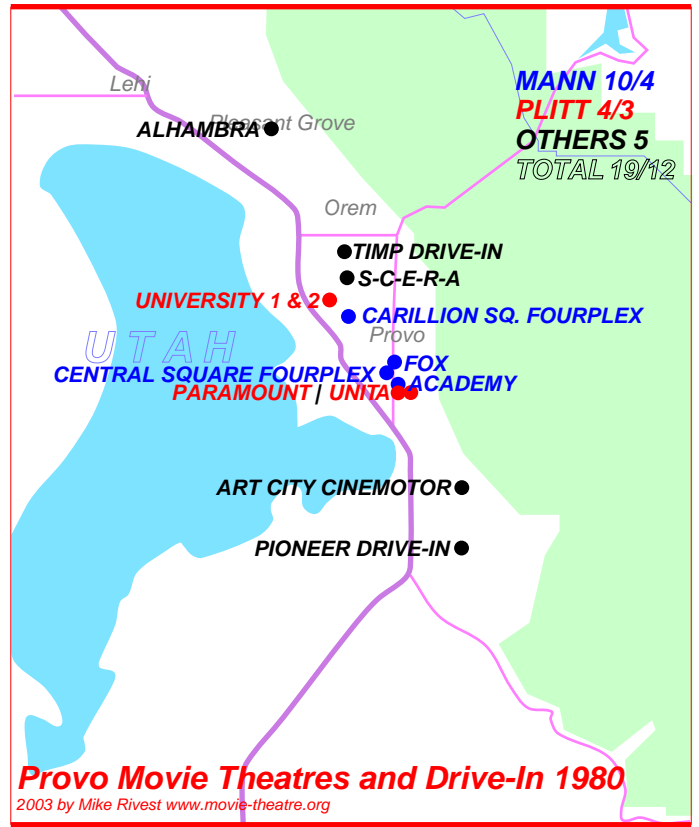 Lehi
MANN 10/4
PLITT 4/3
OTHERS 5
TOTAL 19/12
Pleasant Grove
ALHAMBRA
Orem
TIMP DRIVE-IN
S-C-E-R-A
UNIVERSITY 1 & 2
CARILLION SQ. FOURPLEX
Provo
UTAH
FOX
CENTRAL SQUARE FOURPLEX
ACADEMY
PARAMOUNT | UNITA
ART CITY CINEMOTOR
PIONEER DRIVE-IN
Provo Movie Theatres and Drive-In 1980
2003 by Mike Rivest www.movie-theatre.org